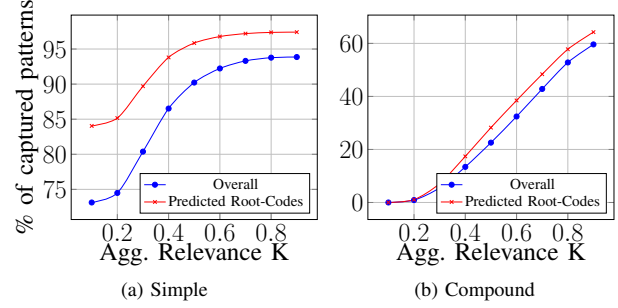 % of captured patterns
95
90
85
80
75
0.2 0.4 0.6 0.8
Agg. Relevance K
Overall
Predicted Root-Codes
(a) Simple
60
40
20
0
0.2 0.4 0.6 0.8
Agg. Relevance K
Overall
Predicted Root-Codes
(b) Compound